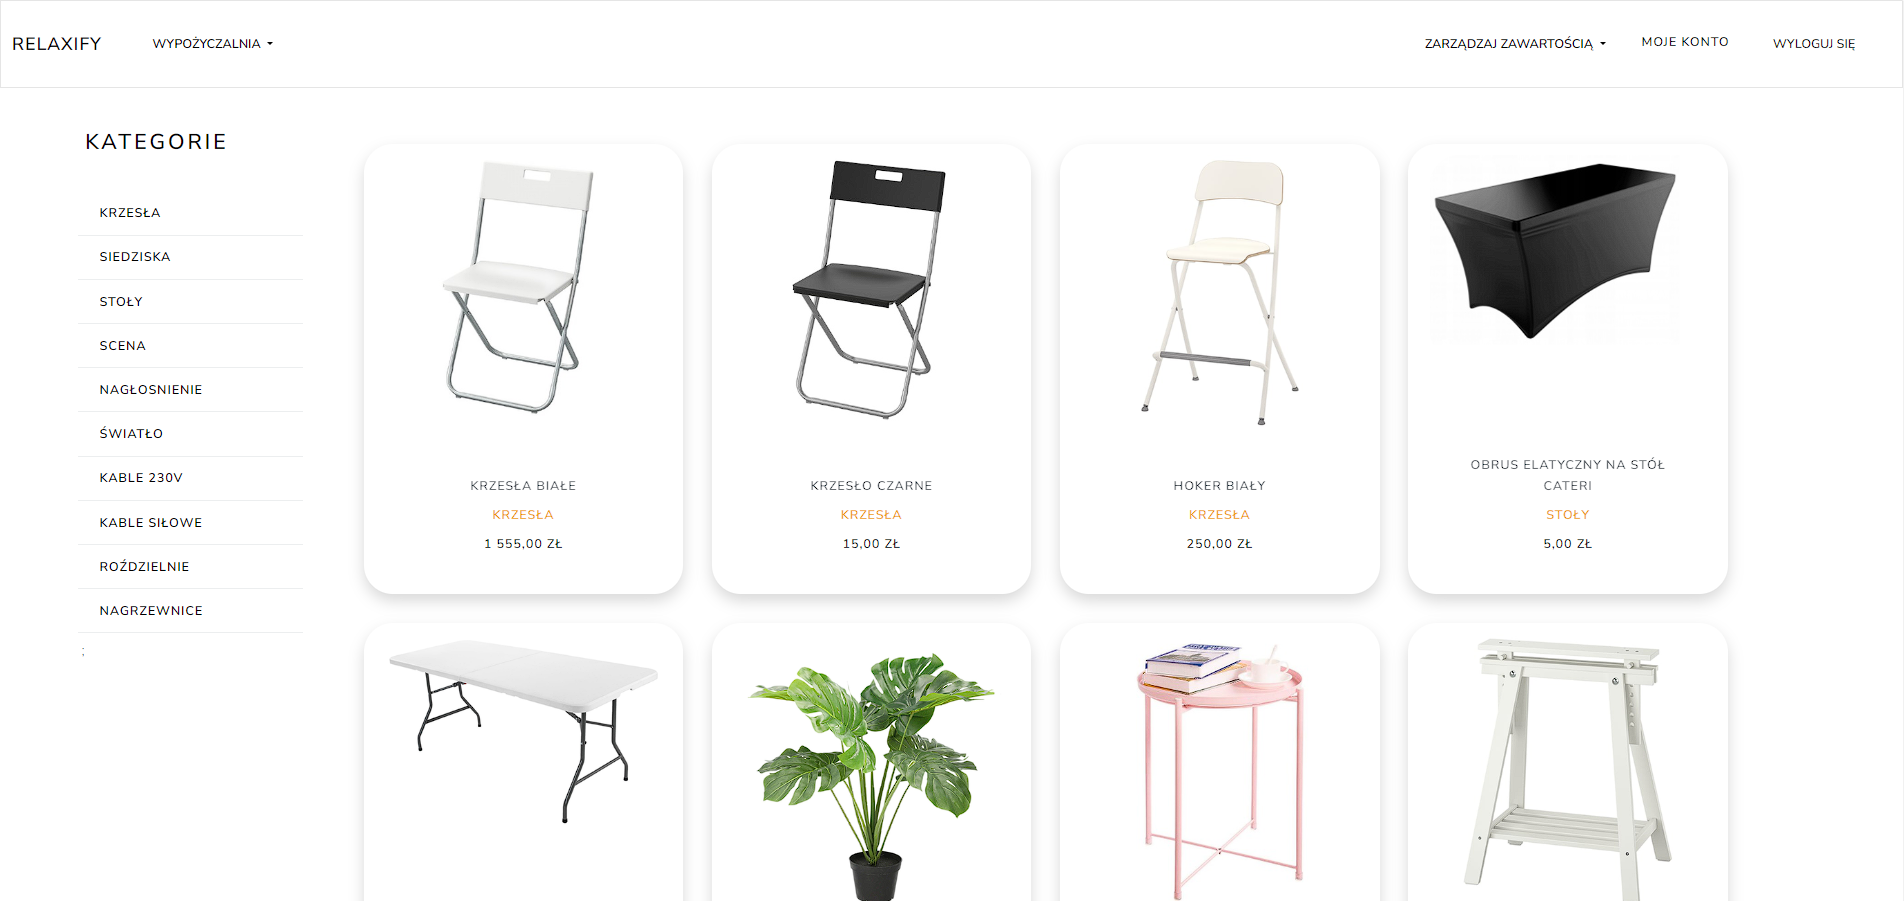 RELAXIFY
WYPOŻYCZALNIA
ZARZĄDZAJ ZAWARTOŚCIĄ
MOJE KONTO
WYLOGUJ SIĘ
KATEGORIE
KRZESŁA
SIEDZISKA
STOŁY
SCENA
NAGŁOSNIENIE
ŚWIATŁO
KABLE 230V
KABLE SIŁOWE
ROŹDZIELNIE
NAGRZEWNICE
;
KRZESŁA BIAŁE
KRZESŁA
1 555,00 ZŁ
KRZESŁO CZARNE
KRZESŁA
15,00 ZŁ
HOKER BIAŁY
KRZESŁA
250,00 ZŁ
OBRUS ELATYCZNY NA STÓŁ
CATERI
STOŁY
5,00 ZŁ